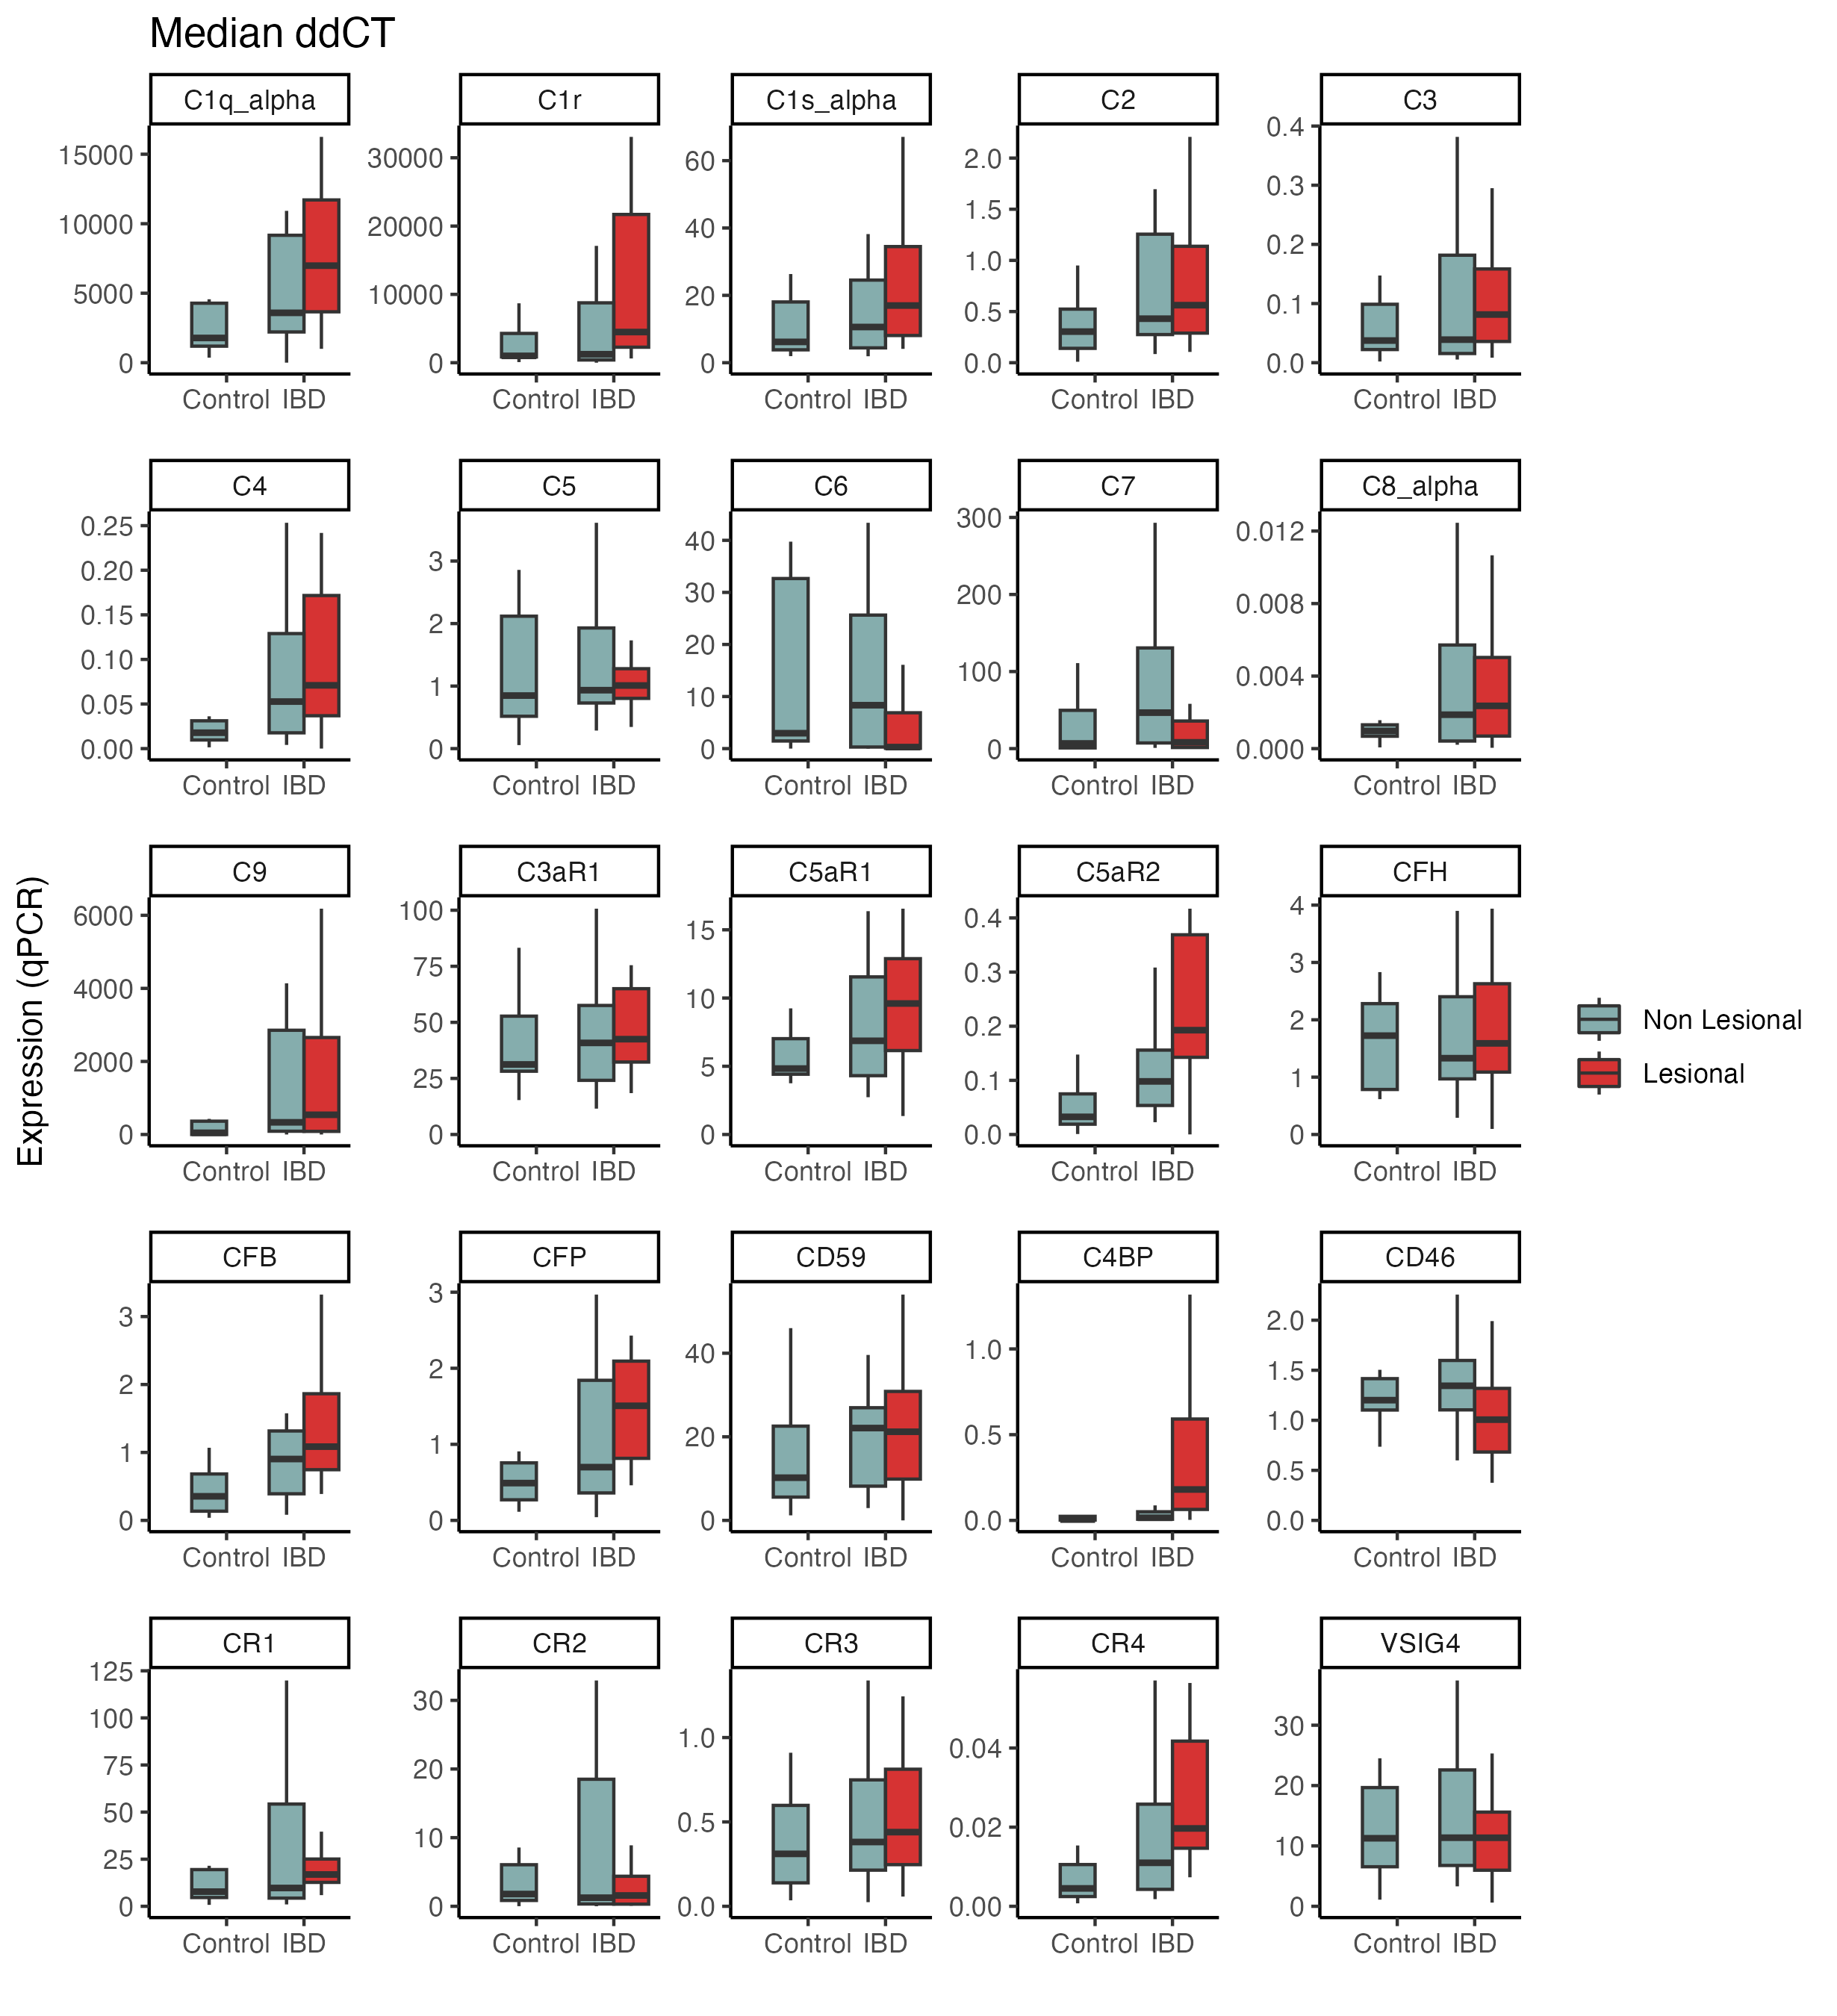 Median ddCT
C1q_alpha C1r C1s_alpha C2 C3
15000 10000 5000 0
30000 20000 10000 0
60 40 20 0
2.0 1.5 1.0 0.5 0.0
0.4 0.3 0.2 0.1 0.0
Control IBD Control IBD Control IBD Control IBD Control IBD
C4 C5 C6 C7 C8_alpha
0.25 0.20 0.15 0.10 0.05 0.00
3 2 1 0
40 30 20 10 0
300 200 100 0
0.012 0.008 0.004 0.000
Control IBD Control IBD Control IBD Control IBD Control IBD
Expression (qPCR)
C9 C3aR1 C5aR1 C5aR2 CFH
6000 4000 2000 0
100 75 50 25 0
15 10 5 0
0.4 0.3 0.2 0.1 0.0
4 3 2 1 0
Control IBD Control IBD Control IBD Control IBD Control IBD
Non Lesional
Lesional
CFB CFP CD59 C4BP CD46
3 2 1 0
3 2 1 0
40 20 0
1.0 0.5 0.0
2.0 1.5 1.0 0.5 0.0
Control IBD Control IBD Control IBD Control IBD Control IBD
CR1 CR2 CR3 CR4 VSIG4
125 100 75 50 25 0
30 20 10 0
1.0 0.5 0.0
0.04 0.02 0.00
30 20 10 0
Control IBD Control IBD Control IBD Control IBD Control IBD